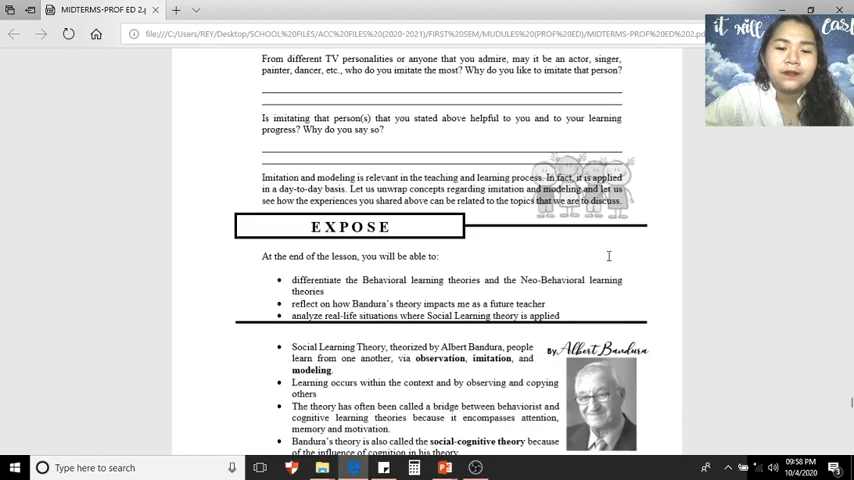 MIDTERMS-PROF ED 2.p
it will
file:///C:/Users/REY/Desktop/SCHOOL%20FILES/ACC%20FILES%20(2020-2021)/FIRST%20SEM/MUDULES%20(PROF%20ED)/MIDTERMS-PROF%20ED%202.pd
From different TV personalities or anyone that you admire, may it be an actor, singer,
painter, dancer, etc., who do you imitate the most? Why do you like to imitate that person?
Is imitating that person(s) that you stated above helpful to you and to your learning
progress? Why do you say so?
Imitation and modeling is relevant in the teaching and learning process. In fact, it is applied
in a day-to-day basis. Let us unwrap concepts regarding imitation and modeling and let us
see how the experiences you shared above can be related to the topics that we are to discuss.
EXPOSE
At the end of the lesson, you will be able to:
• differentiate the Behavioral learning theories and the Neo-Behavioral learning
theories
• reflect on how Bandura's theory impacts me as a future teacher
• analyze real-life situations where Social Learning theory is applied
• Social Learning Theory, theorized by Albert Bandura, people
learn from one another, via observation, imitation, and
modeling.
By, Albert Bandura
• Learning occurs within the context and by observing and copying
others
• The theory has often been called a bridge between behaviorist and
cognitive learning theories because it encompasses attention,
memory and motivation.
• Bandura's theory is also called the social-cognitive theory because
of the influence of cognition in his theory.
Type here to search
09:58 PM
10/4/2020
3